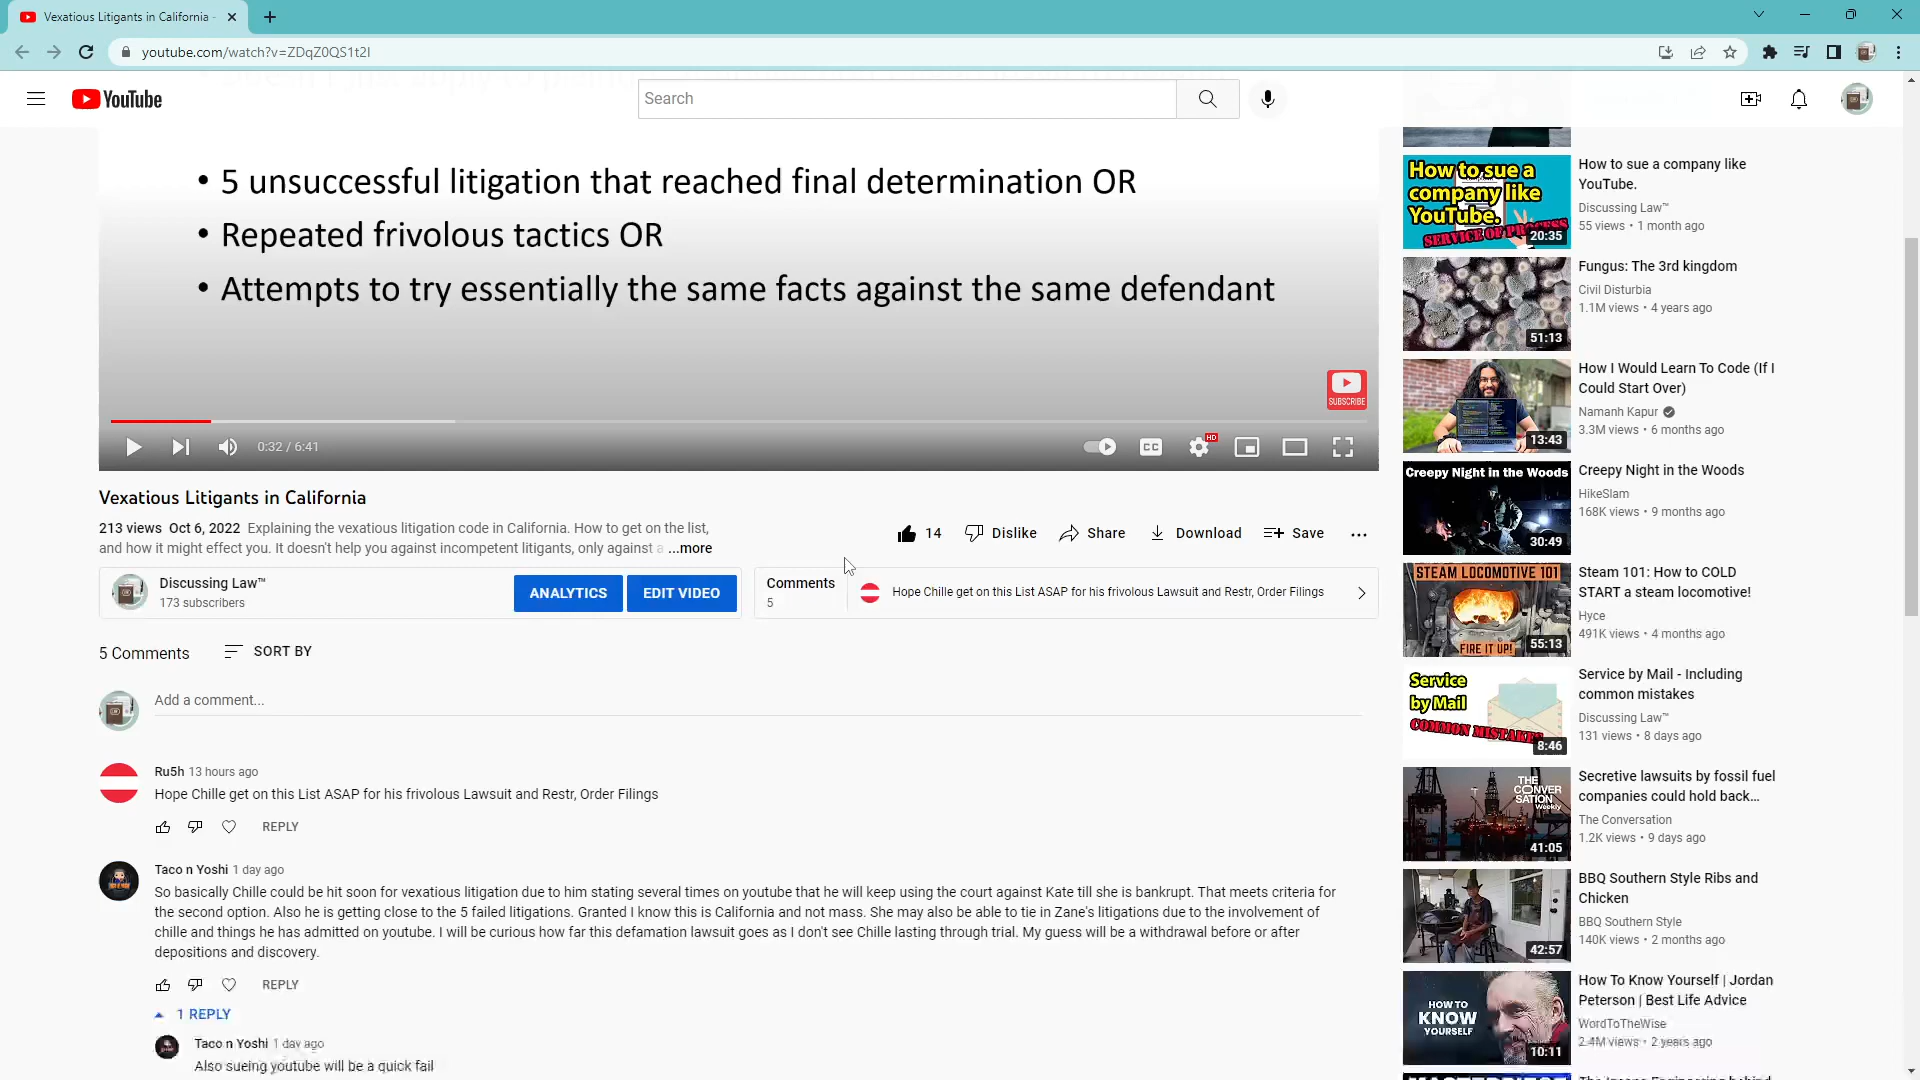 Vexatious Litigants in California -
youtube.com/watch?v=ZDqZ0QS1t2I
YouTube
Search
• 5 unsuccessful litigation that reached final determination OR
• Repeated frivolous tactics OR
• Attempts to try essentially the same facts against the same defendant
SUBSCRIBE
0:32 / 6:41
CC
HD
Vexatious Litigants in California
213 views Oct 6, 2022 Explaining the vexatious litigation code in California. How to get on the list,
and how it might effect you. It doesn't help you against incompetent litigants, only against a ...more
14
Dislike
Share
Download
Save
Discussing Law™
173 subscribers
ANALYTICS
EDIT VIDEO
Comments
5
Hope Chille get on this List ASAP for his frivolous Lawsuit and Restr, Order Filings
5 Comments
SORT BY
Add a comment...
Ru5h 13 hours ago
Hope Chille get on this List ASAP for his frivolous Lawsuit and Restr, Order Filings
REPLY
Taco n Yoshi 1 day ago
So basically Chille could be hit soon for vexatious litigation due to him stating several times on youtube that he will keep using the court against Kate till she is bankrupt. That meets criteria for
the second option. Also he is getting close to the 5 failed litigations. Granted I know this is California and not mass. She may also be able to tie in Zane's litigations due to the involvement of
chille and things he has admitted on youtube. I will be curious how far this defamation lawsuit goes as I don't see Chille lasting through trial. My guess will be a withdrawal before or after
depositions and discovery.
REPLY
1 REPLY
Taco n Yoshi 1 day ago
Also sueing youtube will be a quick fail
How to sue a
company like
YouTube.
SERVICE OF PROCESS
20:35
How to sue a company like
YouTube.
Discussing Law™
55 views • 1 month ago
51:13
Fungus: The 3rd kingdom
Civil Disturbia
1.1M views • 4 years ago
13:43
How I Would Learn To Code (If I
Could Start Over)
Namanh Kapur
3.3M views • 6 months ago
Creepy Night in the Woods
30:49
Creepy Night in the Woods
HikeSlam
168K views • 9 months ago
STEAM LOCOMOTIVE 101
FIRE IT UP!
55:13
Steam 101: How to COLD
START a steam locomotive!
Hyce
491K views • 4 months ago
Service
by Mail
COMMON MISTAKES
8:46
Service by Mail - Including
common mistakes
Discussing Law™
131 views • 8 days ago
THE
CONVER
SATION
Weekly
41:05
Secretive lawsuits by fossil fuel
companies could hold back...
The Conversation
1.2K views • 9 days ago
42:57
BBQ Southern Style Ribs and
Chicken
BBQ Southern Style
140K views • 2 months ago
HOW TO
KNOW
YOURSELF
10:11
How To Know Yourself | Jordan
Peterson | Best Life Advice
WordToTheWise
2.4M views • 2 years ago